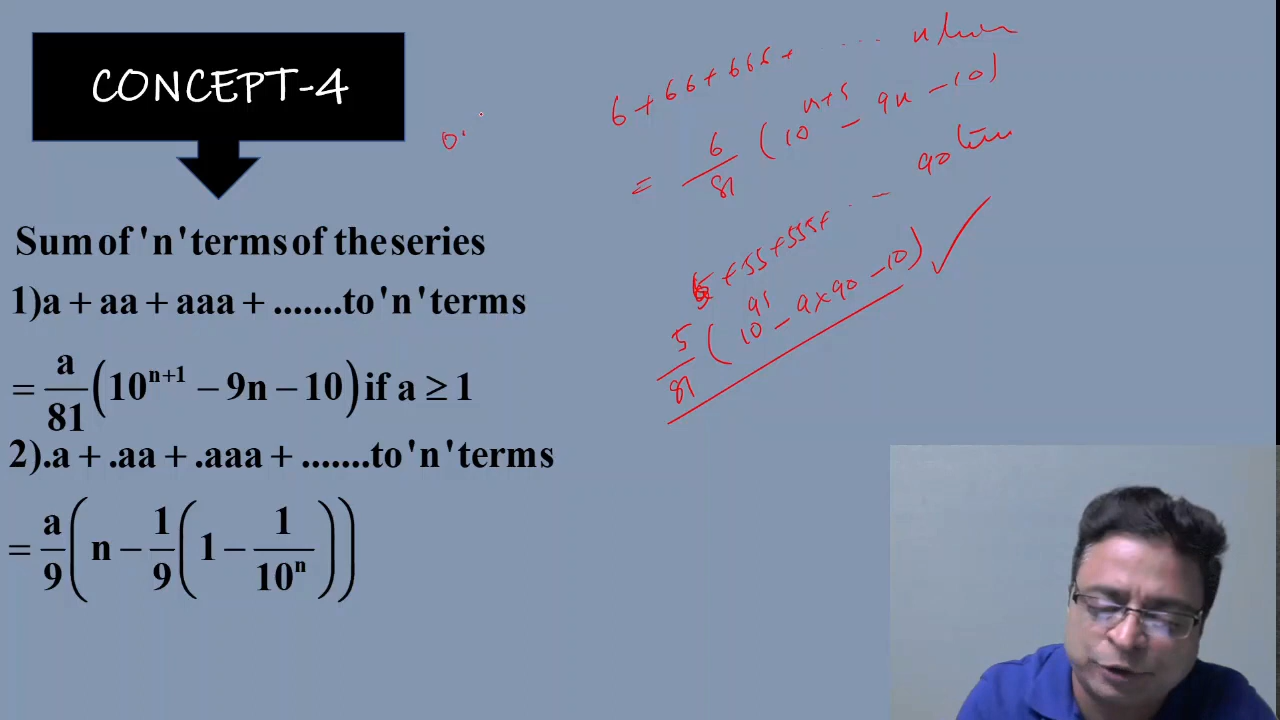 CONCEPT-4
Sum of 'n' terms of the series
1)a + aa + aaa + .......to 'n' terms
= a/81 (10^(n+1) − 9n − 10) if a ≥ 1
2).a + .aa + .aaa + .......to 'n' terms
= a/9 (n − 1/9 (1 − 1/10^n))
0.
6 + 66 + 666 + .... n
= 6/81 (10 − 9n − 10)
+ 55 + 555 + ... 90
5/81 (10^91 − 9×90 − 10)